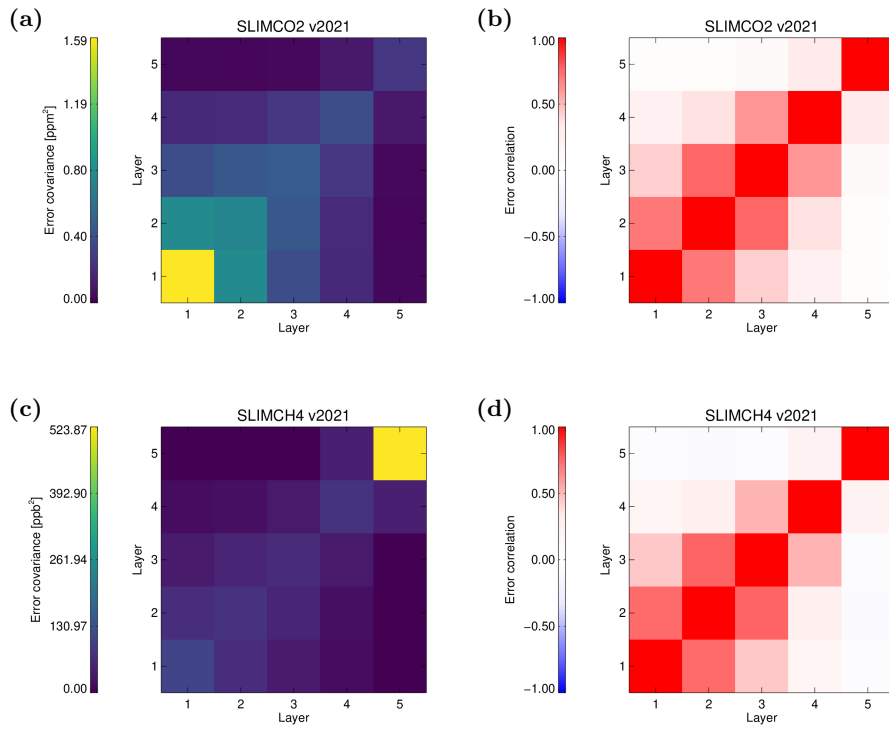 (a)
SLIMCO2 v2021
1.59
1.19
0.80
0.40
0.00
Error covariance [ppm²]
5
4
3
2
1
Layer
1 2 3 4 5
Layer
(b)
SLIMCO2 v2021
1.00
0.50
0.00
−0.50
−1.00
Error correlation
5
4
3
2
1
Layer
1 2 3 4 5
Layer
(c)
SLIMCH4 v2021
523.87
392.90
261.94
130.97
0.00
Error covariance [ppb²]
5
4
3
2
1
Layer
1 2 3 4 5
Layer
(d)
SLIMCH4 v2021
1.00
0.50
0.00
−0.50
−1.00
Error correlation
5
4
3
2
1
Layer
1 2 3 4 5
Layer